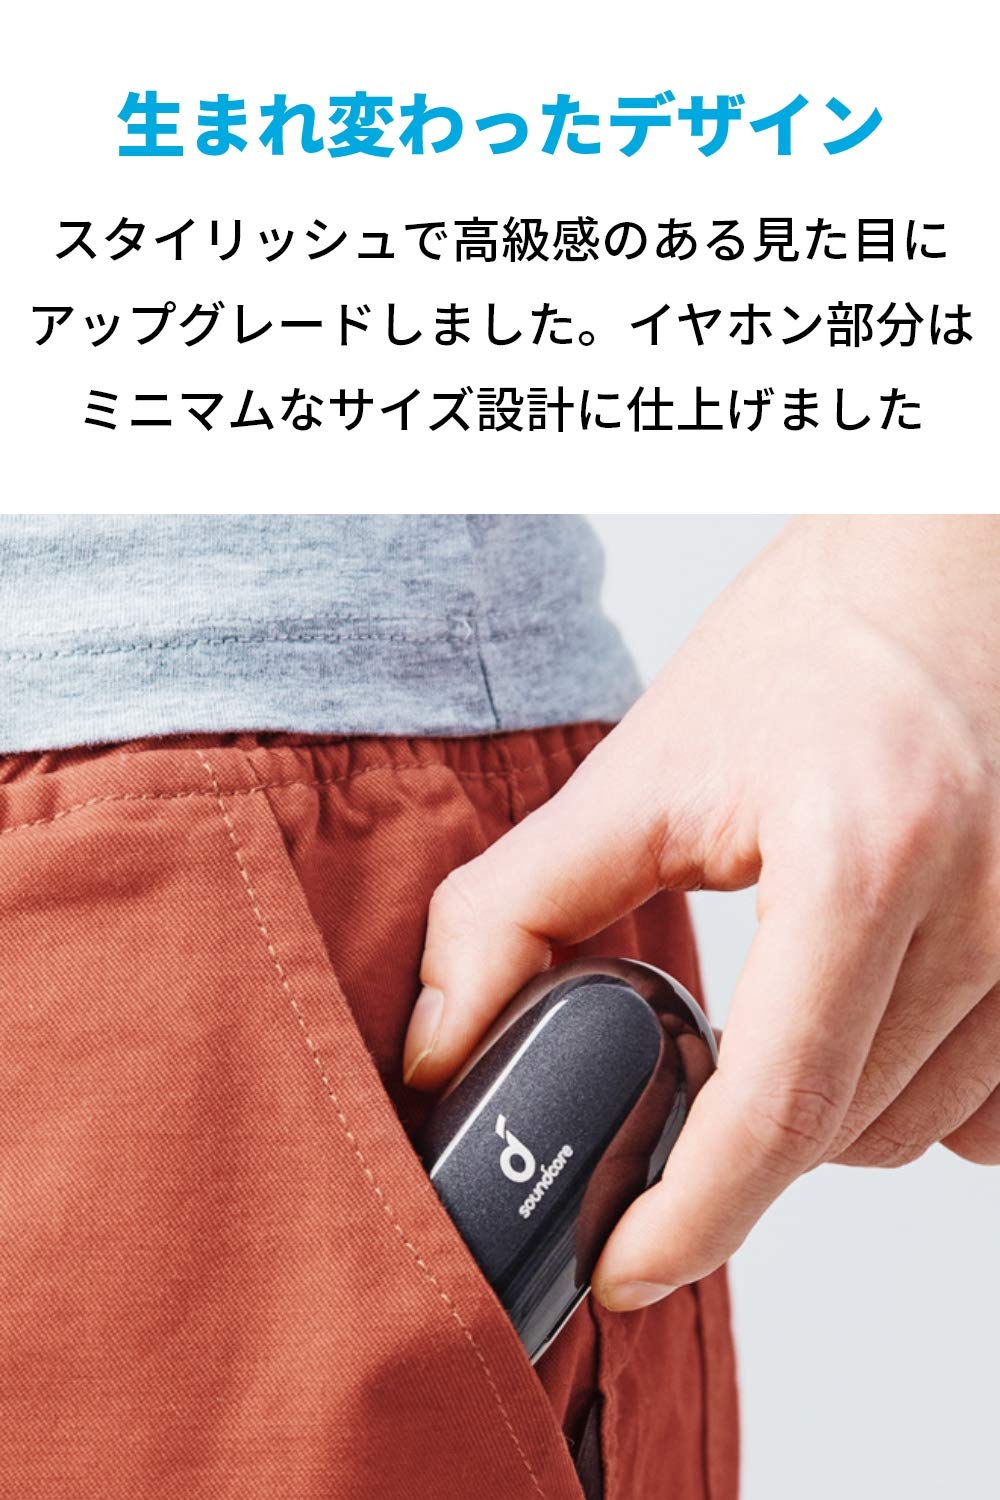 生まれ変わったデザイン
スタイリッシュで高級感のある見た目に
アップグレードしました。イヤホン部分は
ミニマムなサイズ設計に仕上げました
soundcore